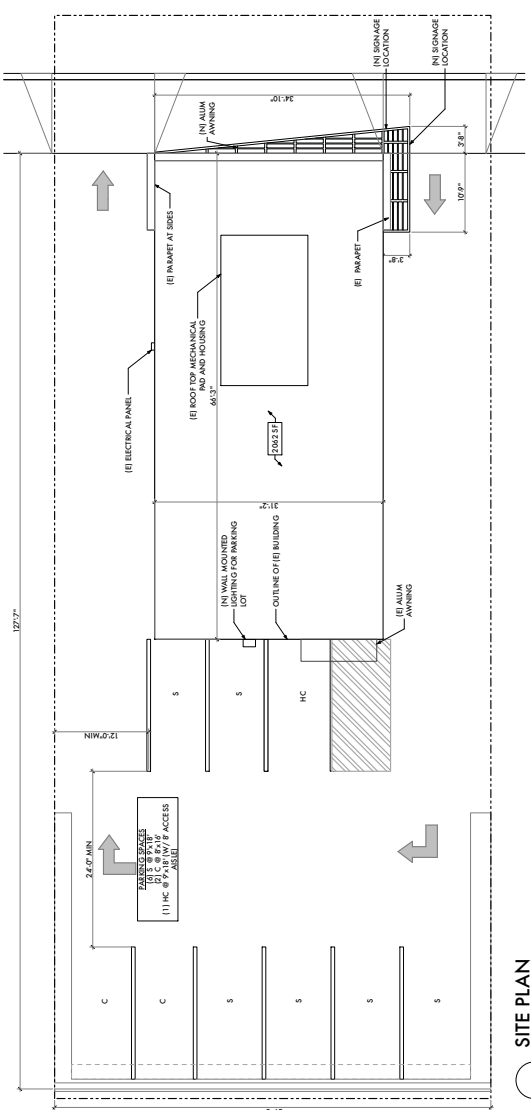 (N) SIGNAGE
LOCATION
(N) SIGNAGE
LOCATION
34'-10"
(N) ALUM
AWNING
3'-8"
10'-9"
3'-8"
(E) PARAPET AT SIDES
(E) PARAPET
(E) ROOF TOP MECHANICAL
PAD AND HOUSING
66'-3"
(E) ELECTRICAL PANEL
2062 SF
31'-2"
(N) WALL MOUNTED
LIGHTING FOR PARKING
LOT
OUTLINE OF (E) BUILDING
(E) ALUM
AWNING
127'-7"
12'-0" MIN
S
S
HC
24'-0" MIN
PARKING SPACES
(6) S @ 9'x18'
(2) C @ 8'x16'
(1) HC @ 9'x18' (W/ 8' ACCESS
AISLE)
C
C
S
S
S
S
SITE PLAN